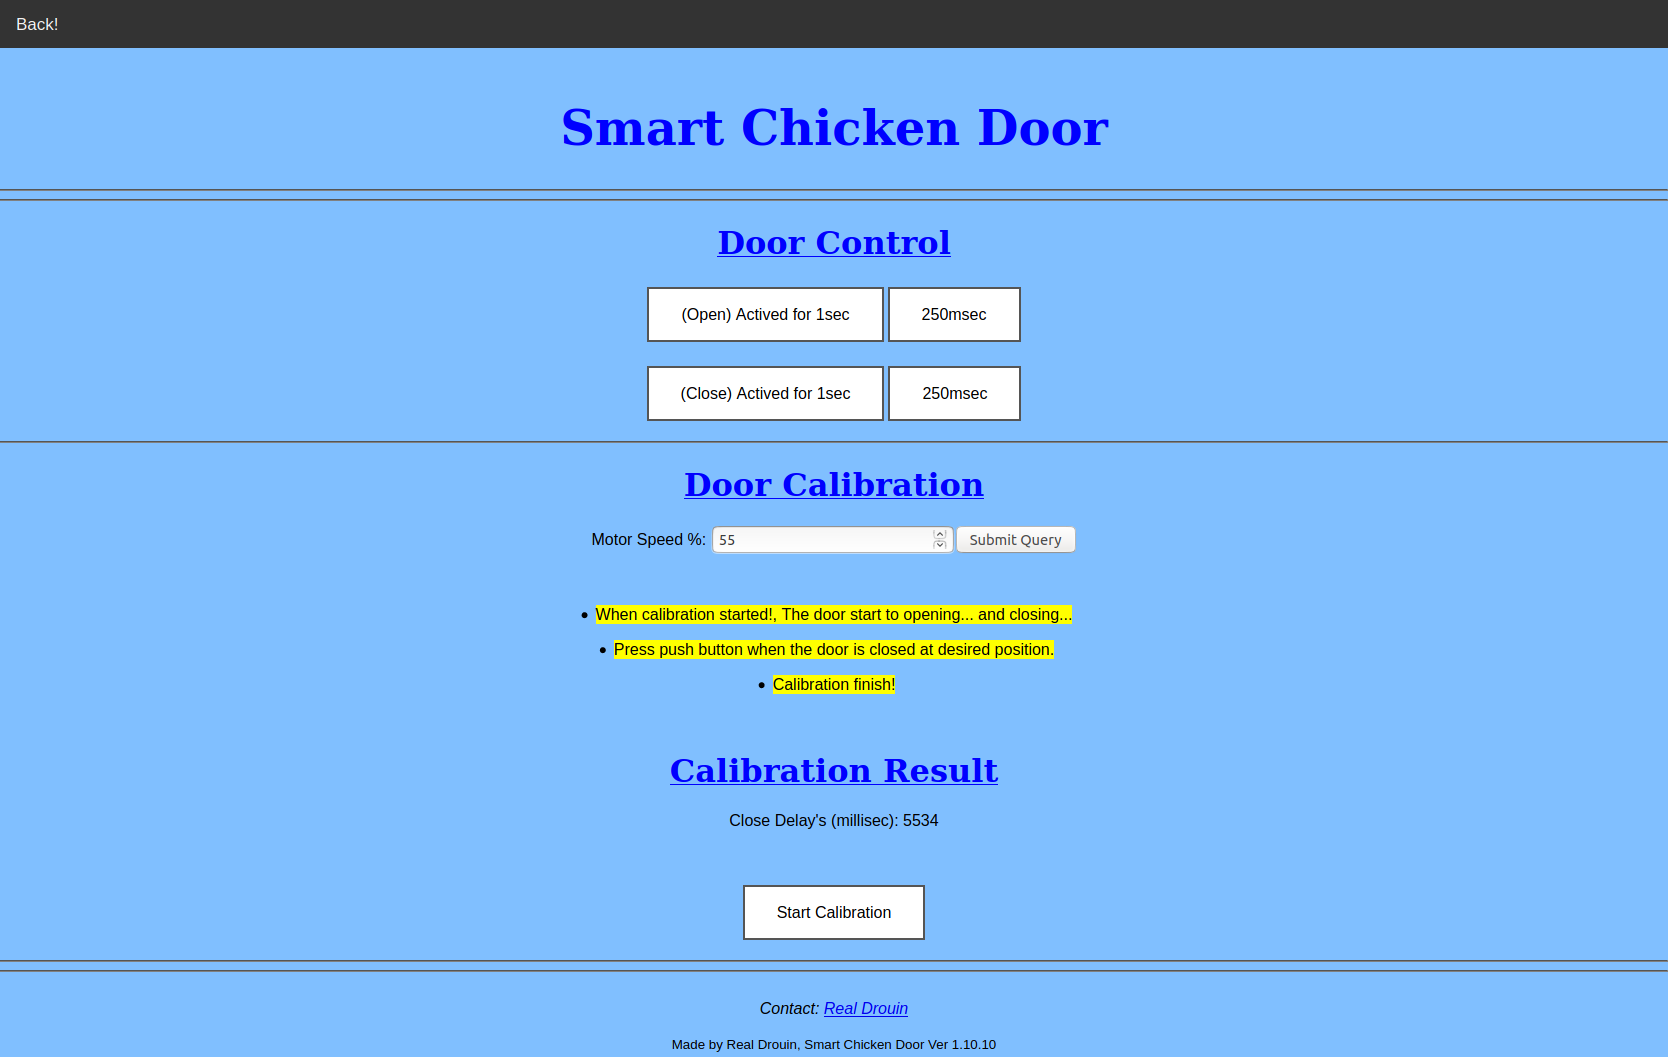 Back!
Smart Chicken Door
Door Control
(Open) Actived for 1sec 250msec
(Close) Actived for 1sec 250msec
Door Calibration
Motor Speed %: 55 Submit Query
• When calibration started!, The door start to opening... and closing...
• Press push button when the door is closed at desired position.
• Calibration finish!
Calibration Result
Close Delay's (millisec): 5534
Start Calibration
Contact: Real Drouin
Made by Real Drouin, Smart Chicken Door Ver 1.10.10